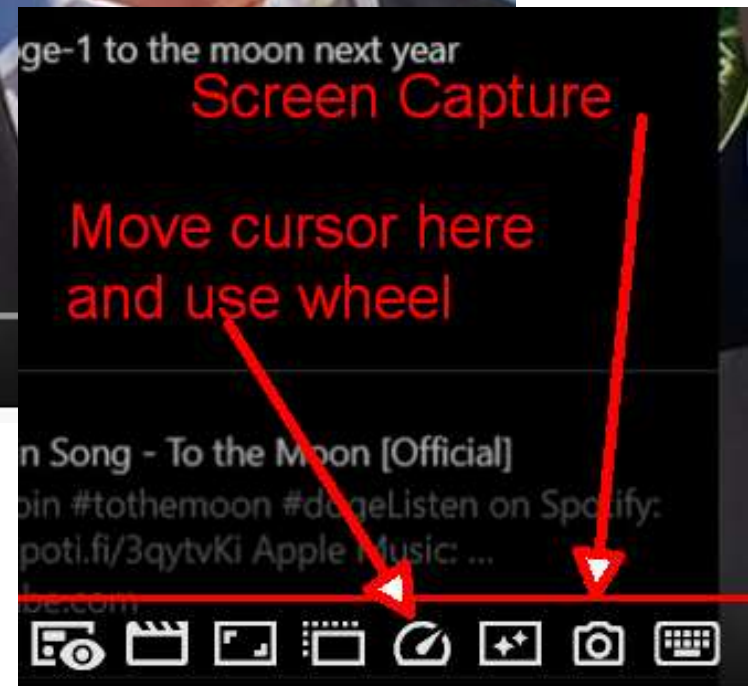 ge-1 to the moon next year
Screen Capture
Move cursor here
and use wheel
n Song - To the Moon [Official]
oin #tothemoon #dogeListen on Spotify:
poti.fi/3qytvKi Apple Music: ...
be.com